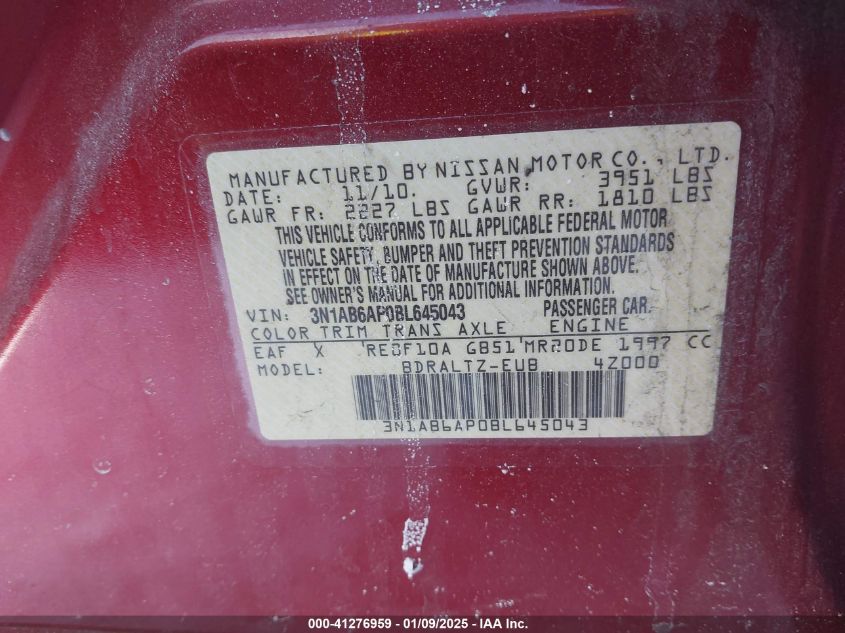 MANUFACTURED BY NISSAN MOTOR CO., LTD.
DATE: 11/10. GVWR: 3951 LBS
GAWR FR: 2227 LBS GAWR RR: 1810 LBS
THIS VEHICLE CONFORMS TO ALL APPLICABLE FEDERAL MOTOR
VEHICLE SAFETY, BUMPER AND THEFT PREVENTION STANDARDS
IN EFFECT ON THE DATE OF MANUFACTURE SHOWN ABOVE.
SEE OWNER'S MANUAL FOR ADDITIONAL INFORMATION.
VIN: 3N1AB6AP0BL645043 PASSENGER CAR.
COLOR TRIM TRANS AXLE ENGINE
EAF X RE0F10A GB51 MR20DE 1997 CC
MODEL: BDRALTZ-EUB 4Z000
3N1AB6AP0BL645043
000-41276959 - 01/09/2025 - IAA Inc.